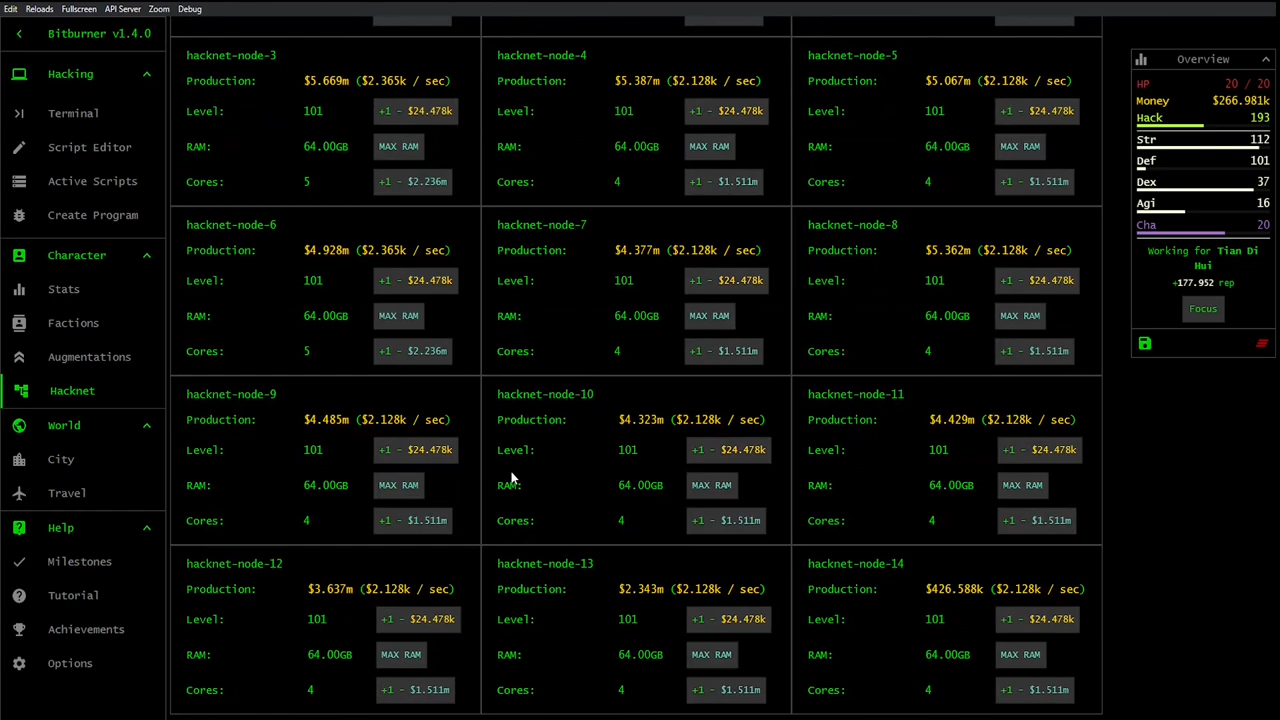 Edit Reloads Fullscreen API Server Zoom Debug
Bitburner v1.4.0
Hacking
Terminal
Script Editor
Active Scripts
Create Program
Character
Stats
Factions
Augmentations
Hacknet
World
City
Travel
Help
Milestones
Tutorial
Achievements
Options
hacknet-node-3
Production: $5.669m ($2.365k / sec)
Level: 101 +1 - $24.478k
RAM: 64.00GB MAX RAM
Cores: 5 +1 - $2.236m
hacknet-node-4
Production: $5.387m ($2.128k / sec)
Level: 101 +1 - $24.478k
RAM: 64.00GB MAX RAM
Cores: 4 +1 - $1.511m
hacknet-node-5
Production: $5.067m ($2.128k / sec)
Level: 101 +1 - $24.478k
RAM: 64.00GB MAX RAM
Cores: 4 +1 - $1.511m
hacknet-node-6
Production: $4.928m ($2.365k / sec)
Level: 101 +1 - $24.478k
RAM: 64.00GB MAX RAM
Cores: 5 +1 - $2.236m
hacknet-node-7
Production: $4.377m ($2.128k / sec)
Level: 101 +1 - $24.478k
RAM: 64.00GB MAX RAM
Cores: 4 +1 - $1.511m
hacknet-node-8
Production: $5.362m ($2.128k / sec)
Level: 101 +1 - $24.478k
RAM: 64.00GB MAX RAM
Cores: 4 +1 - $1.511m
hacknet-node-9
Production: $4.485m ($2.128k / sec)
Level: 101 +1 - $24.478k
RAM: 64.00GB MAX RAM
Cores: 4 +1 - $1.511m
hacknet-node-10
Production: $4.323m ($2.128k / sec)
Level: 101 +1 - $24.478k
RAM: 64.00GB MAX RAM
Cores: 4 +1 - $1.511m
hacknet-node-11
Production: $4.429m ($2.128k / sec)
Level: 101 +1 - $24.478k
RAM: 64.00GB MAX RAM
Cores: 4 +1 - $1.511m
hacknet-node-12
Production: $3.637m ($2.128k / sec)
Level: 101 +1 - $24.478k
RAM: 64.00GB MAX RAM
Cores: 4 +1 - $1.511m
hacknet-node-13
Production: $2.343m ($2.128k / sec)
Level: 101 +1 - $24.478k
RAM: 64.00GB MAX RAM
Cores: 4 +1 - $1.511m
hacknet-node-14
Production: $426.588k ($2.128k / sec)
Level: 101 +1 - $24.478k
RAM: 64.00GB MAX RAM
Cores: 4 +1 - $1.511m
Overview
HP 20 / 20
Money $266.981k
Hack 193
Str 112
Def 101
Dex 37
Agi 16
Cha 20
Working for Tian Di
Hui
+177.952 rep
Focus